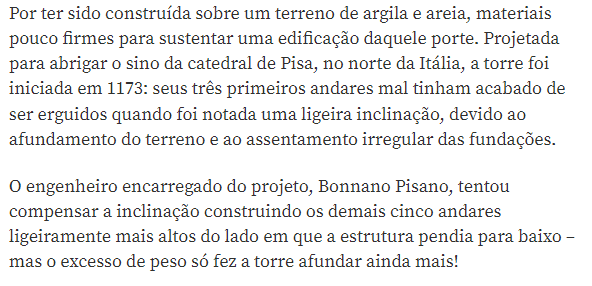 Por ter sido construída sobre um terreno de argila e areia, materiais
pouco firmes para sustentar uma edificação daquele porte. Projetada
para abrigar o sino da catedral de Pisa, no norte da Itália, a torre foi
iniciada em 1173: seus três primeiros andares mal tinham acabado de
ser erguidos quando foi notada uma ligeira inclinação, devido ao
afundamento do terreno e ao assentamento irregular das fundações.
O engenheiro encarregado do projeto, Bonnano Pisano, tentou
compensar a inclinação construindo os demais cinco andares
ligeiramente mais altos do lado em que a estrutura pendia para baixo –
mas o excesso de peso só fez a torre afundar ainda mais!